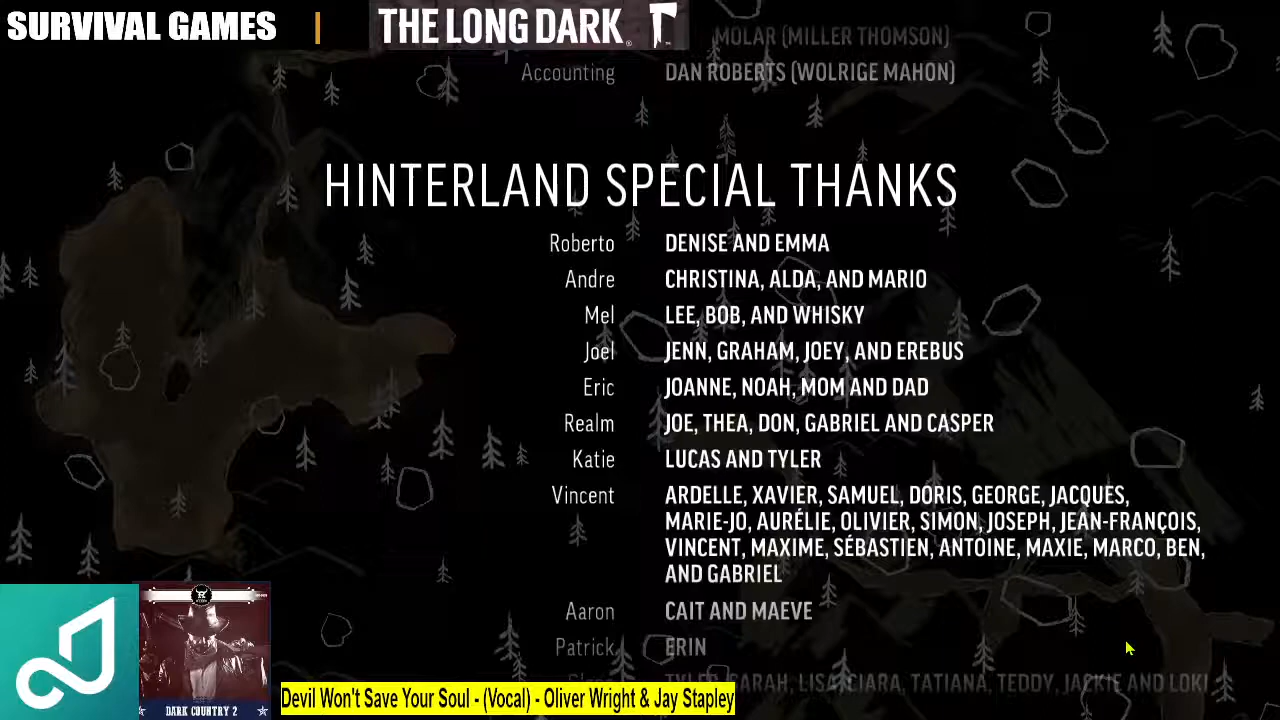 SURVIVAL GAMES | THE LONG DARK
MOLAR (MILLER THOMSON)
Accounting DAN ROBERTS (WOLRIGE MAHON)
HINTERLAND SPECIAL THANKS
Roberto DENISE AND EMMA
Andre CHRISTINA, ALDA, AND MARIO
Mel LEE, BOB, AND WHISKY
Joel JENN, GRAHAM, JOEY, AND EREBUS
Eric JOANNE, NOAH, MOM AND DAD
Realm JOE, THEA, DON, GABRIEL AND CASPER
Katie LUCAS AND TYLER
Vincent ARDELLE, XAVIER, SAMUEL, DORIS, GEORGE, JACQUES,
MARIE-JO, AURÉLIE, OLIVIER, SIMON, JOSEPH, JEAN-FRANÇOIS,
VINCENT, MAXIME, SÉBASTIEN, ANTOINE, MAXIE, MARCO, BEN,
AND GABRIEL
Aaron CAIT AND MAEVE
Patrick ERIN
TYLER, SARAH, LISA, CIARA, TATIANA, TEDDY, JACKIE AND LOKI
Devil Won't Save Your Soul - (Vocal) - Oliver Wright & Jay Stapley
DARK COUNTRY 2